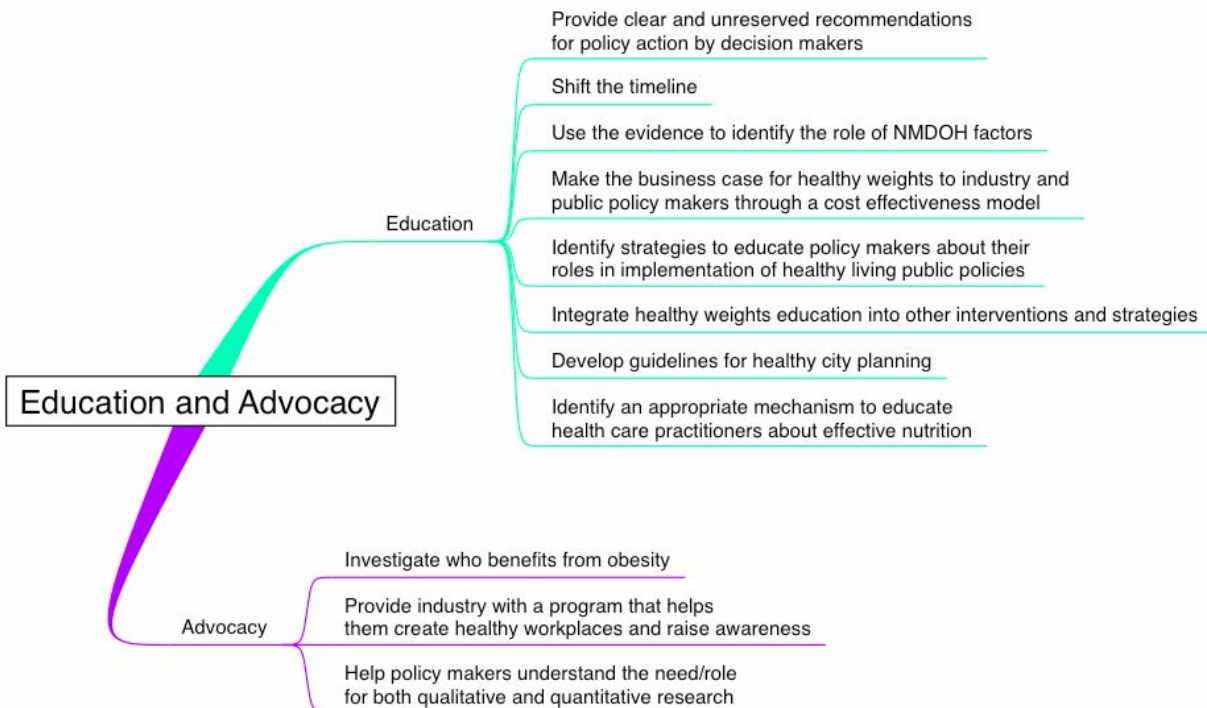 Provide clear and unreserved recommendations
for policy action by decision makers
Shift the timeline
Use the evidence to identify the role of NMDOH factors
Make the business case for healthy weights to industry and
public policy makers through a cost effectiveness model
Education
Identify strategies to educate policy makers about their
roles in implementation of healthy living public policies
Integrate healthy weights education into other interventions and strategies
Develop guidelines for healthy city planning
Identify an appropriate mechanism to educate
health care practitioners about effective nutrition
Education and Advocacy
Investigate who benefits from obesity
Provide industry with a program that helps
them create healthy workplaces and raise awareness
Advocacy
Help policy makers understand the need/role
for both qualitative and quantitative research